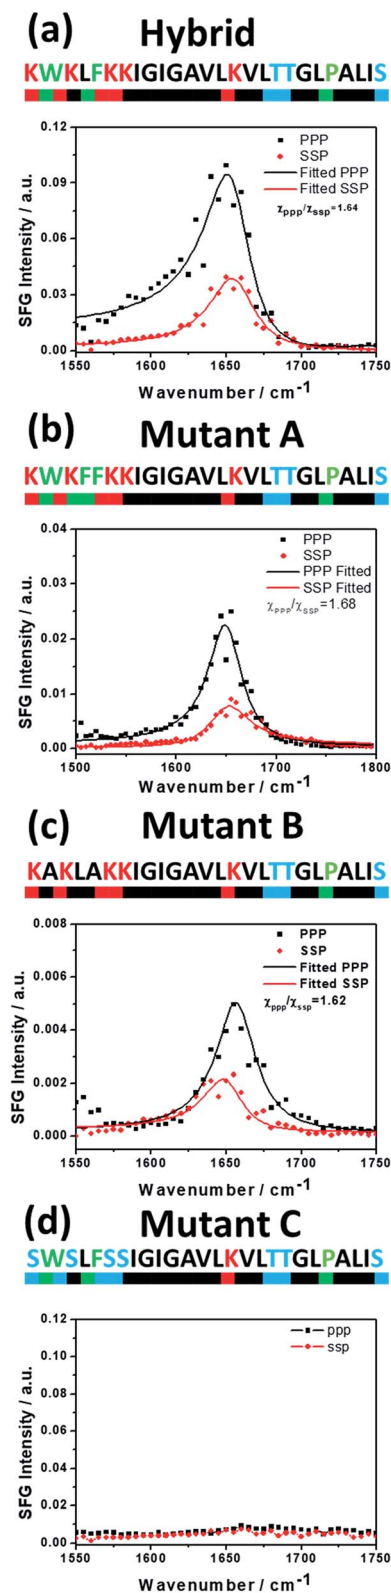 (a) Hybrid
KWKLFKKIGIGAVLKVLTTGLPALIS
0.12
0.09
0.06
0.03
0.00
SFG Intensity / a.u.
PPP
SSP
Fitted PPP
Fitted SSP
χppp/χssp=1.64
1550 1600 1650 1700 1750
Wavenumber / cm-1
(b) Mutant A
KWKFFKKIGIGAVLKVLTTGLPALIS
0.04
0.03
0.02
0.01
0.00
SFG Intensity / a.u.
PPP
SSP
PPP Fitted
SSP Fitted
χPPP/χSSP=1.68
1500 1600 1700 1800
Wavenumber / cm-1
(c) Mutant B
KAKLAKKIGIGAVLKVLTTGLPALIS
0.008
0.006
0.004
0.002
0.000
SFG Intensity / a.u.
PPP
SSP
Fitted PPP
Fitted SSP
χppp/χssp=1.62
1550 1600 1650 1700 1750
Wavenumber / cm-1
(d) Mutant C
SWSLFSSIGIGAVLKVLTTGLPALIS
0.12
0.10
0.08
0.06
0.04
0.02
0.00
SFG Intensity / a.u.
ppp
ssp
1550 1600 1650 1700 1750
Wavenumber / cm-1